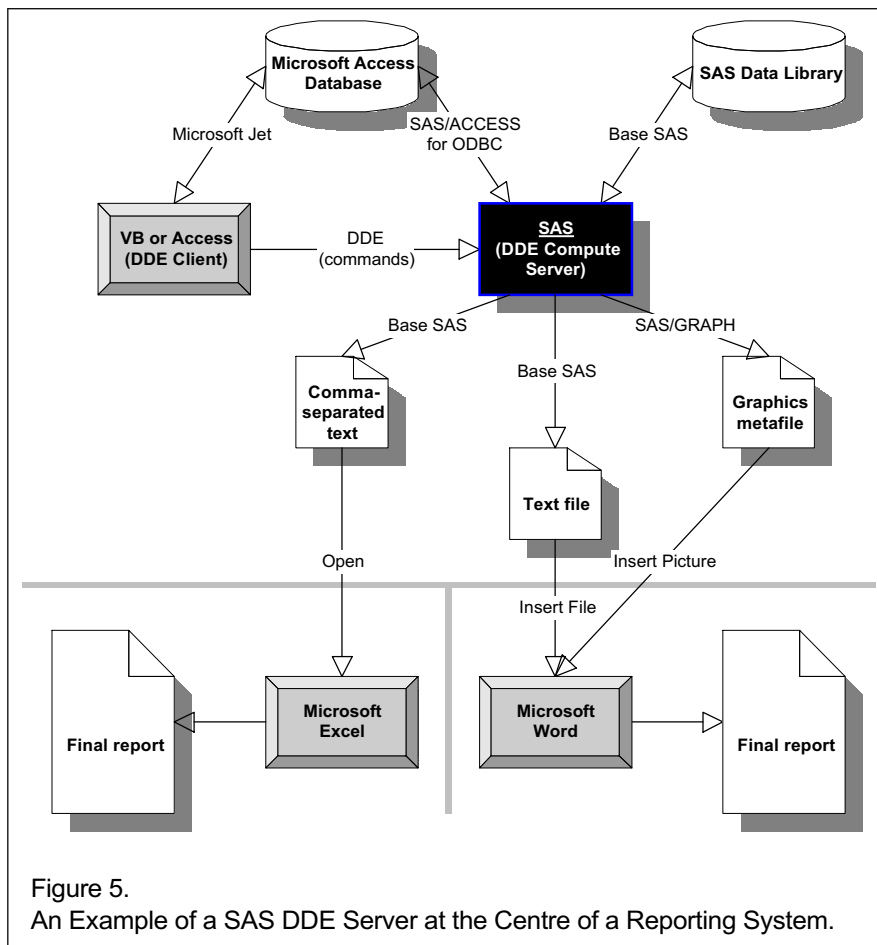 Microsoft Access
Database
SAS Data Library
Microsoft Jet
SAS/ACCESS
for ODBC
Base SAS
VB or Access
(DDE Client)
DDE
(commands)
SAS
(DDE Compute
Server)
Base SAS
SAS/GRAPH
Base SAS
Comma-
separated
text
Graphics
metafile
Text file
Open
Insert Picture
Insert File
Final report
Microsoft
Excel
Microsoft
Word
Final report
Figure 5.
An Example of a SAS DDE Server at the Centre of a Reporting System.